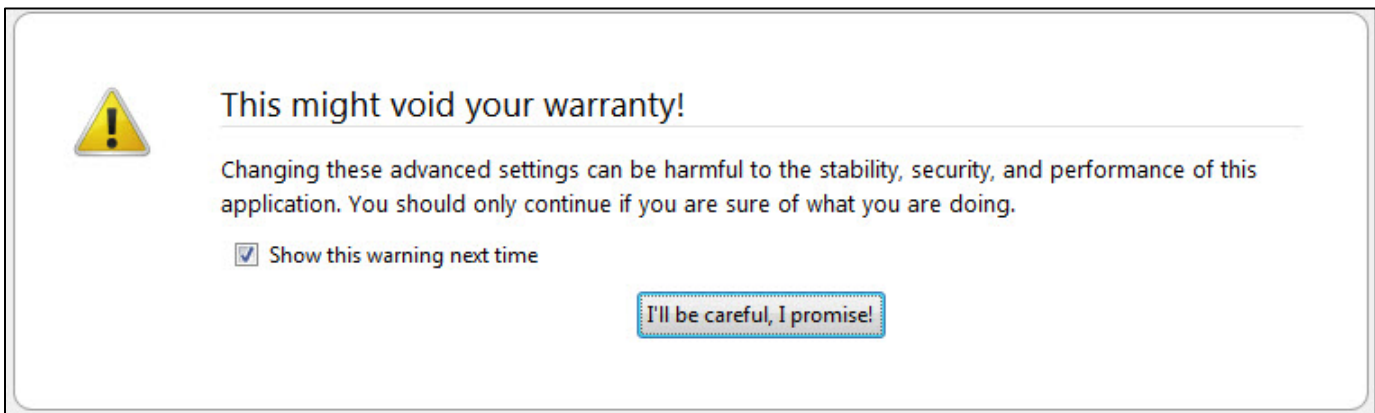 This might void your warranty!
Changing these advanced settings can be harmful to the stability, security, and performance of this
application. You should only continue if you are sure of what you are doing.
Show this warning next time
I'll be careful, I promise!